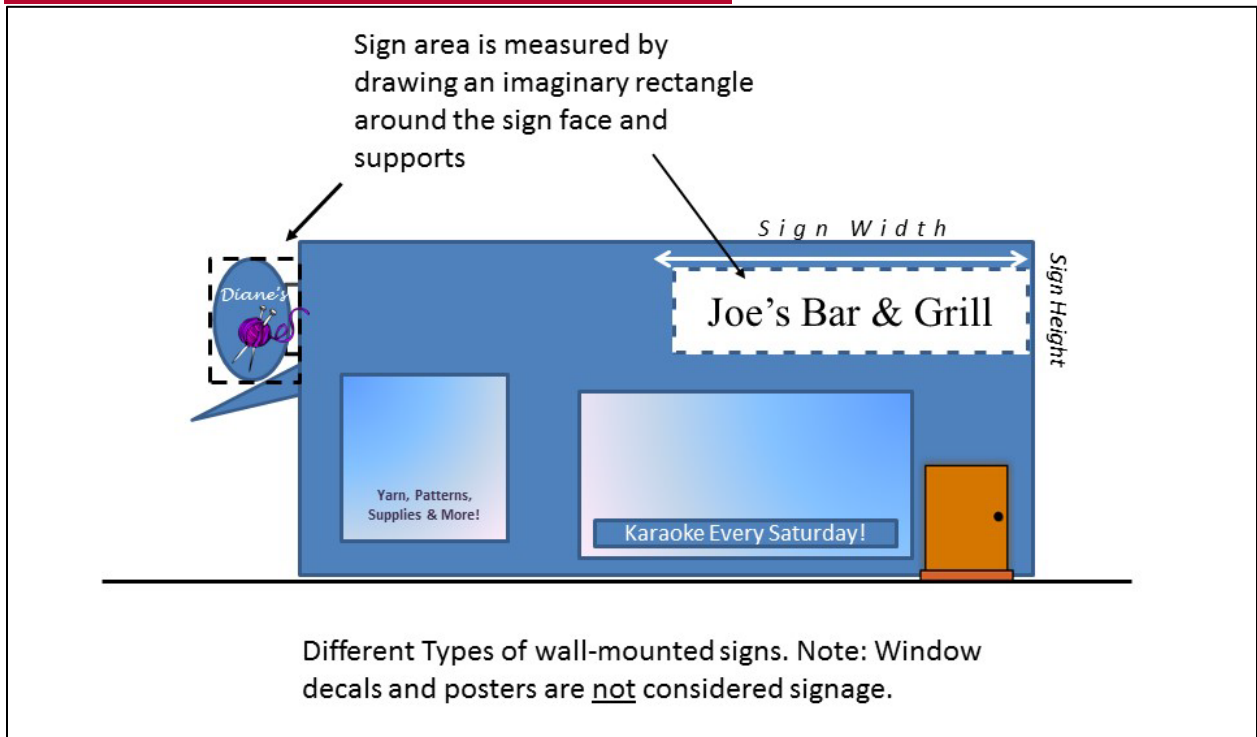 Sign area is measured by
drawing an imaginary rectangle
around the sign face and
supports
Sign Width
Sign Height
Diane's
Joe's Bar & Grill
Yarn, Patterns,
Supplies & More!
Karaoke Every Saturday!
Different Types of wall-mounted signs. Note: Window
decals and posters are not considered signage.